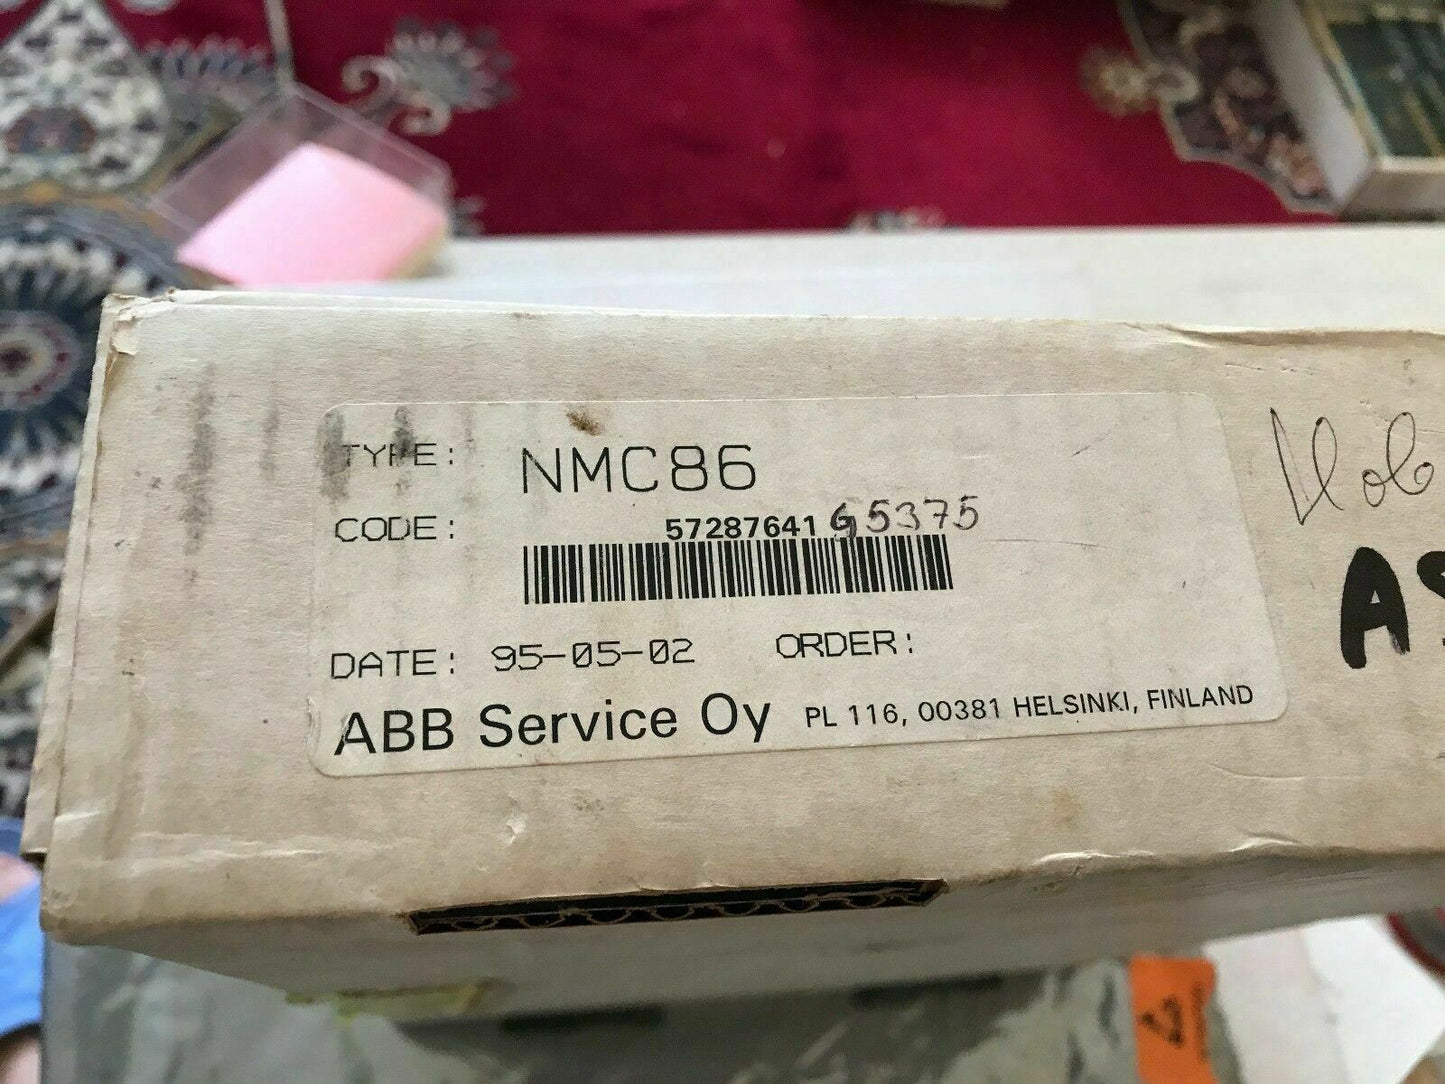 TYPE: NMC86
CODE: 57287641 G5375
DATE: 95-05-02 ORDER:
ABB Service Oy PL 116, 00381 HELSINKI, FINLAND